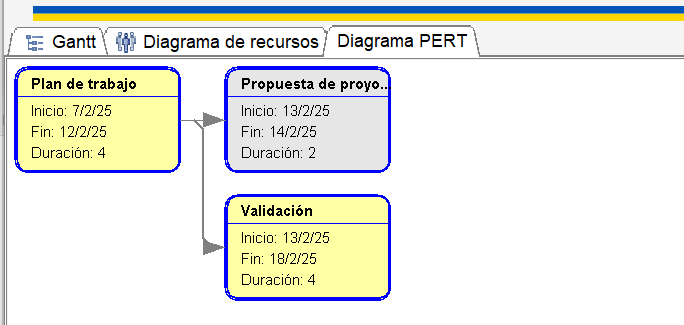 Gantt
Diagrama de recursos
Diagrama PERT
Plan de trabajo
Inicio: 7/2/25
Fin: 12/2/25
Duración: 4
Propuesta de proyo..
Inicio: 13/2/25
Fin: 14/2/25
Duración: 2
Validación
Inicio: 13/2/25
Fin: 18/2/25
Duración: 4